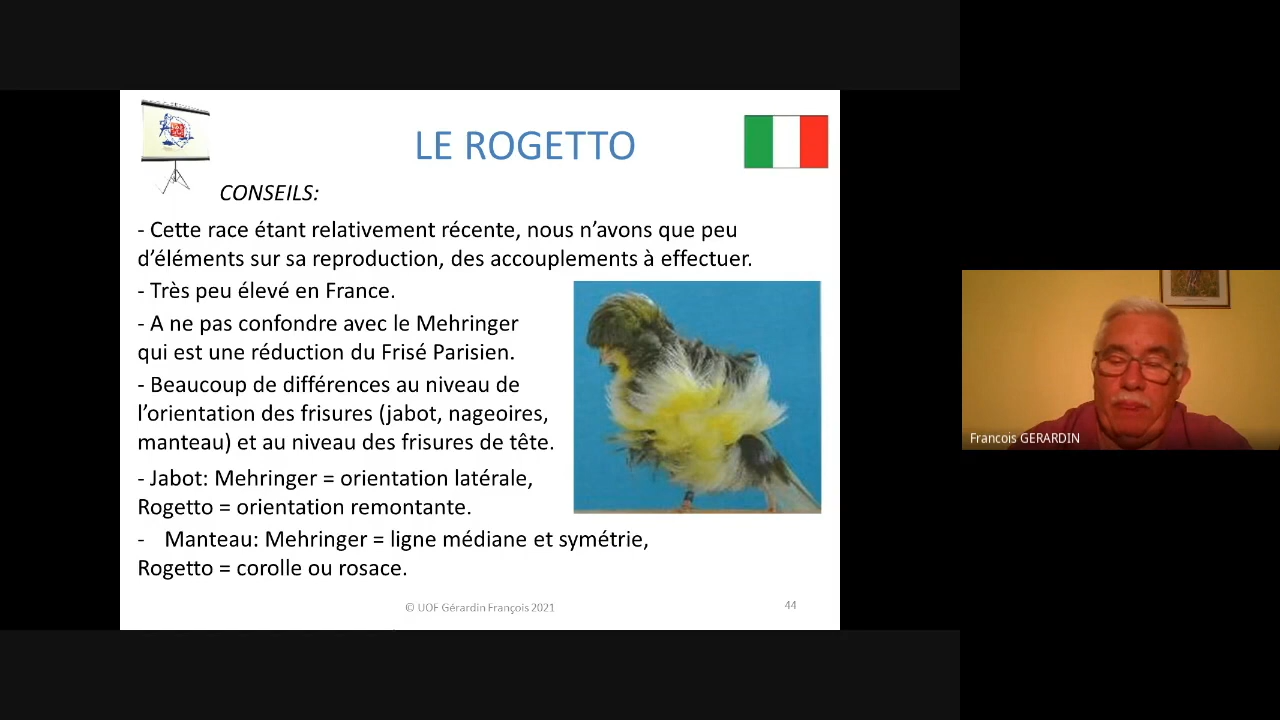 LE ROGETTO
CONSEILS:
- Cette race étant relativement récente, nous n’avons que peu
d’éléments sur sa reproduction, des accouplements à effectuer.
- Très peu élevé en France.
- A ne pas confondre avec le Mehringer
qui est une réduction du Frisé Parisien.
- Beaucoup de différences au niveau de
l’orientation des frisures (jabot, nageoires,
manteau) et au niveau des frisures de tête.
- Jabot: Mehringer = orientation latérale,
Rogetto = orientation remontante.
- Manteau: Mehringer = ligne médiane et symétrie,
Rogetto = corolle ou rosace.
© UOF Gérardin François 2021
44
Francois GERARDIN